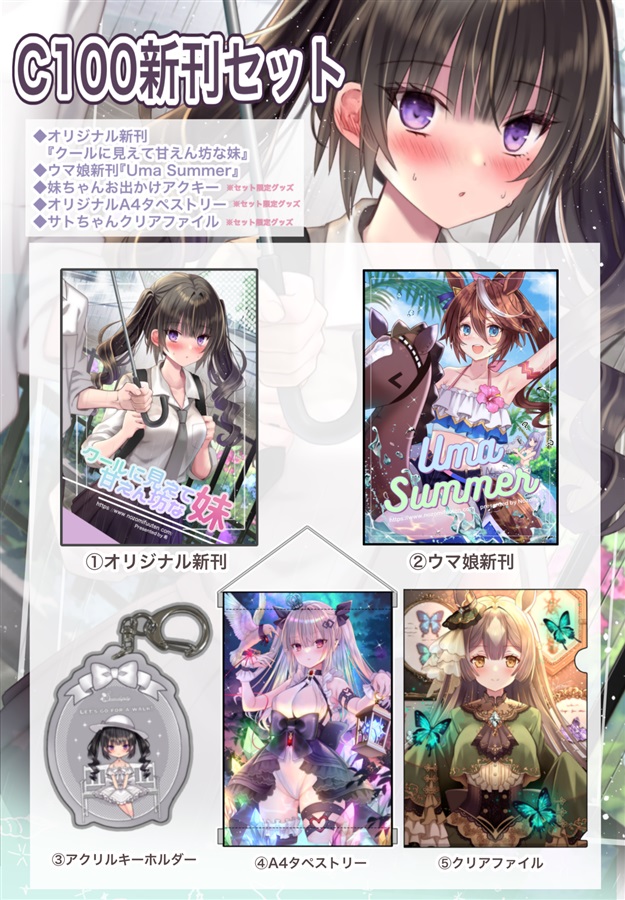 C100新刊セット
◆オリジナル新刊
『クールに見えて甘えん坊な妹』
◆ウマ娘新刊『Uma Summer』
◆妹ちゃんお出かけアクキー ※セット限定グッズ
◆オリジナルA4タペストリー ※セット限定グッズ
◆サトちゃんクリアファイル ※セット限定グッズ
クールに見えて
甘えん坊な妹
Uma
Summer
①オリジナル新刊
②ウマ娘新刊
LET'S GO FOR A WALK
③アクリルキーホルダー
④A4タペストリー
⑤クリアファイル